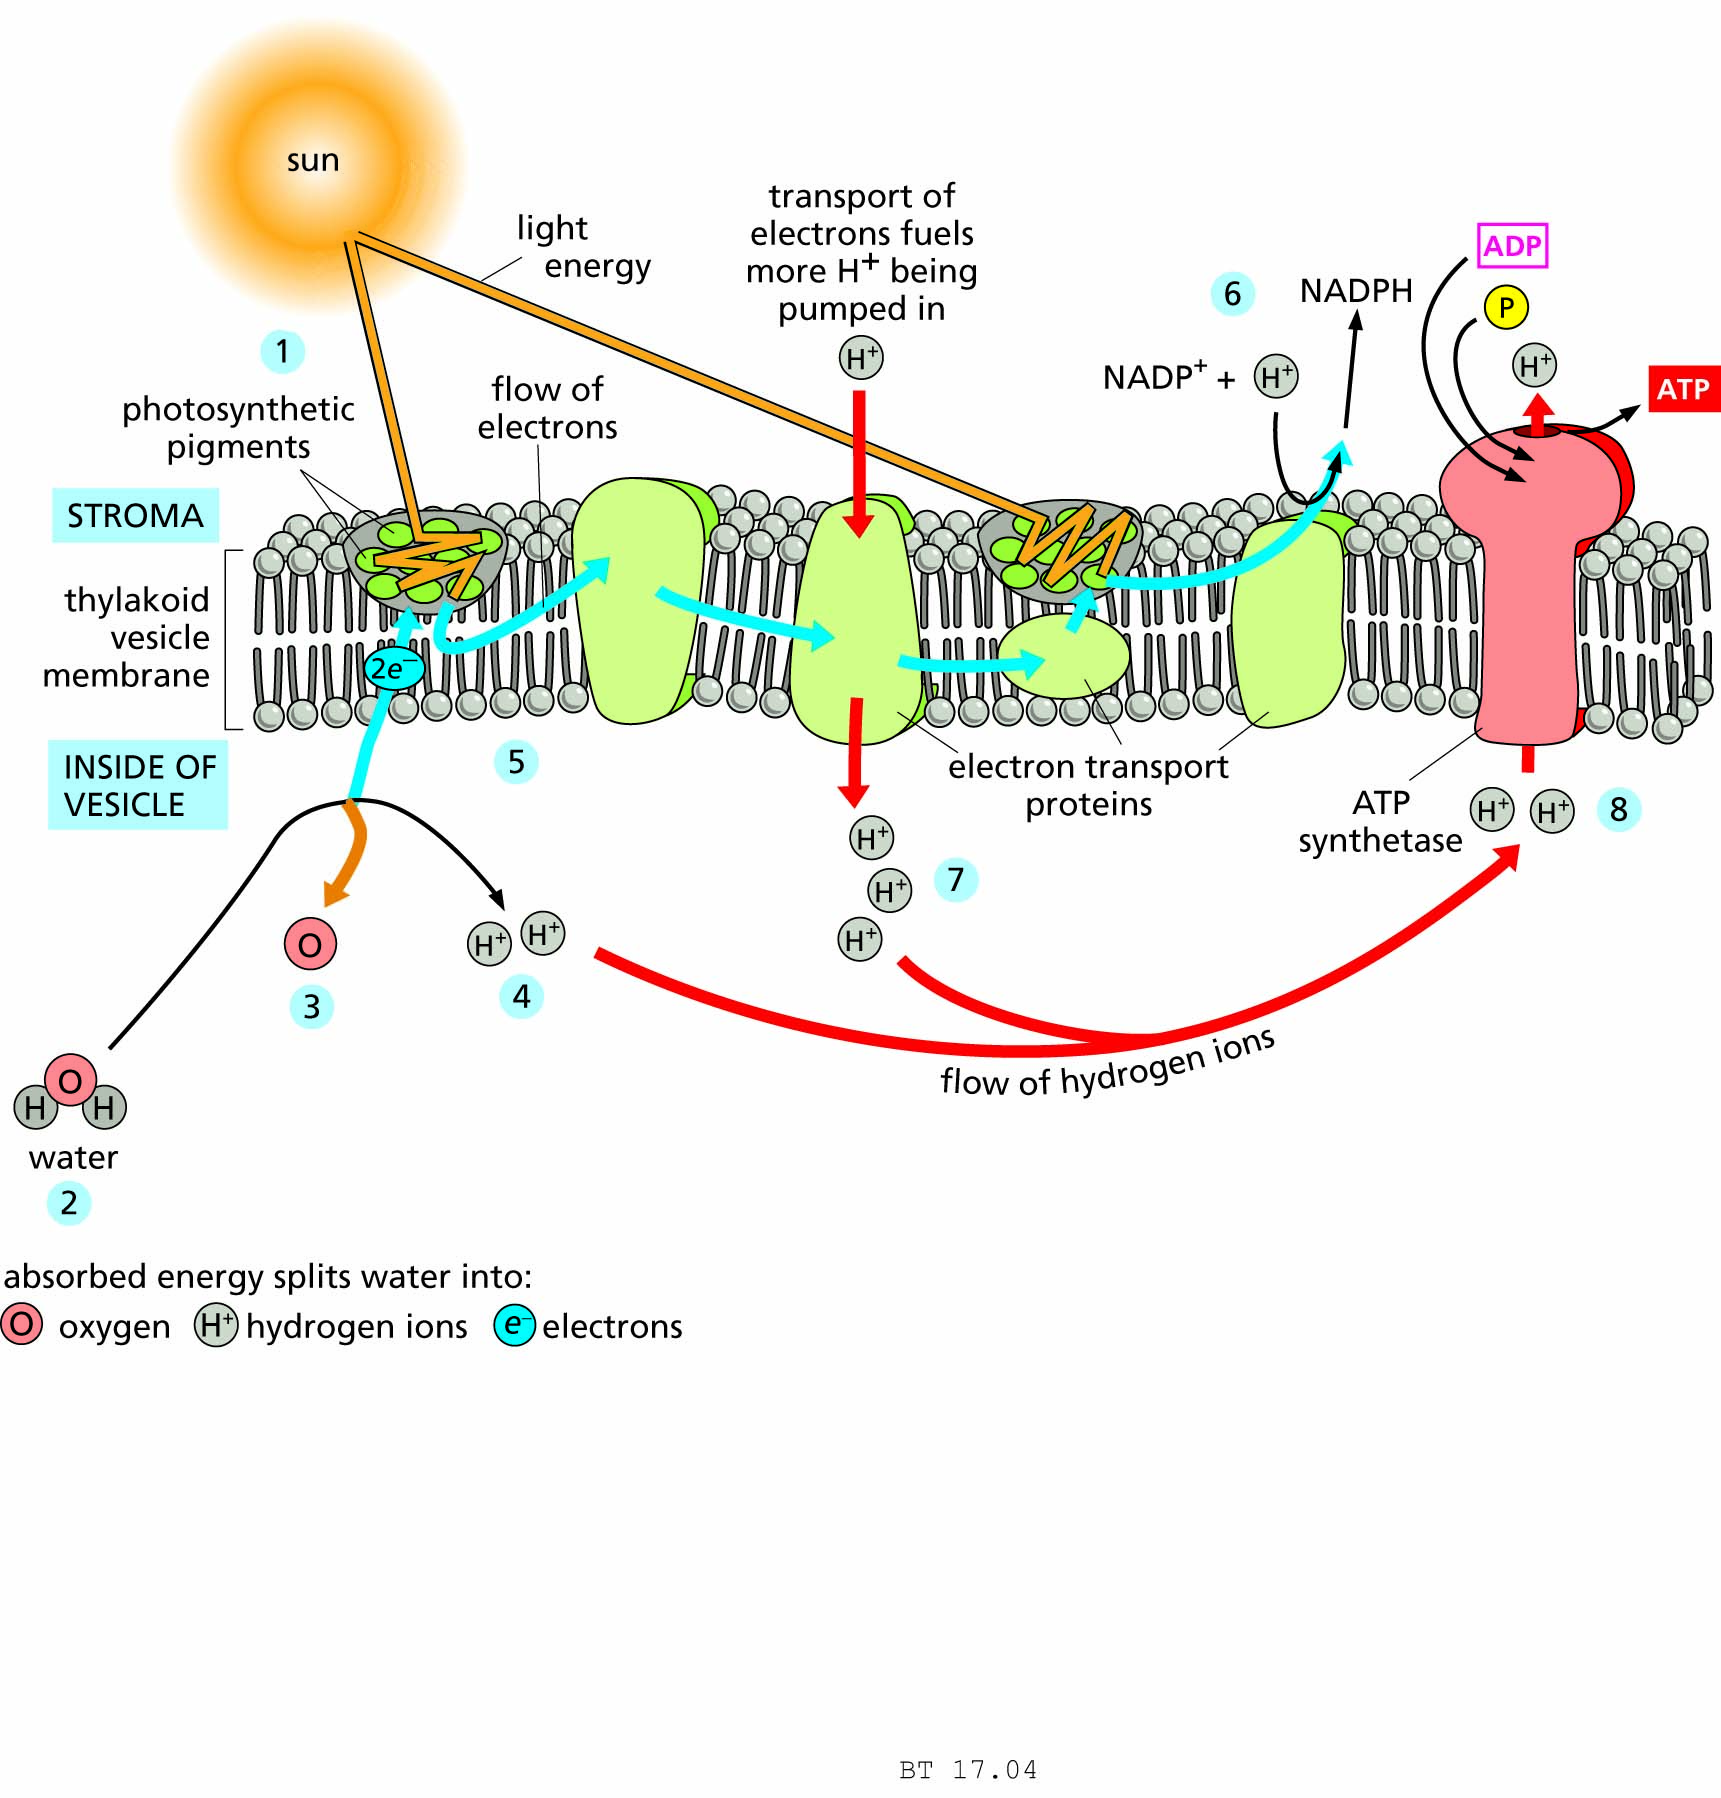 sun
light
energy
transport of
electrons fuels
more H⁺ being
pumped in
H⁺
1
photosynthetic
pigments
flow of
electrons
6
NADPH
NADP⁺ + H⁺
ADP
P
H⁺
ATP
STROMA
thylakoid
vesicle
membrane
2e⁻
INSIDE OF
VESICLE
5
electron transport
proteins
ATP
synthetase
H⁺ H⁺
8
H⁺
H⁺
H⁺
7
O
3
H⁺ H⁺
4
flow of hydrogen ions
O
H H
water
2
absorbed energy splits water into:
O oxygen H⁺ hydrogen ions e⁻ electrons
BT 17.04